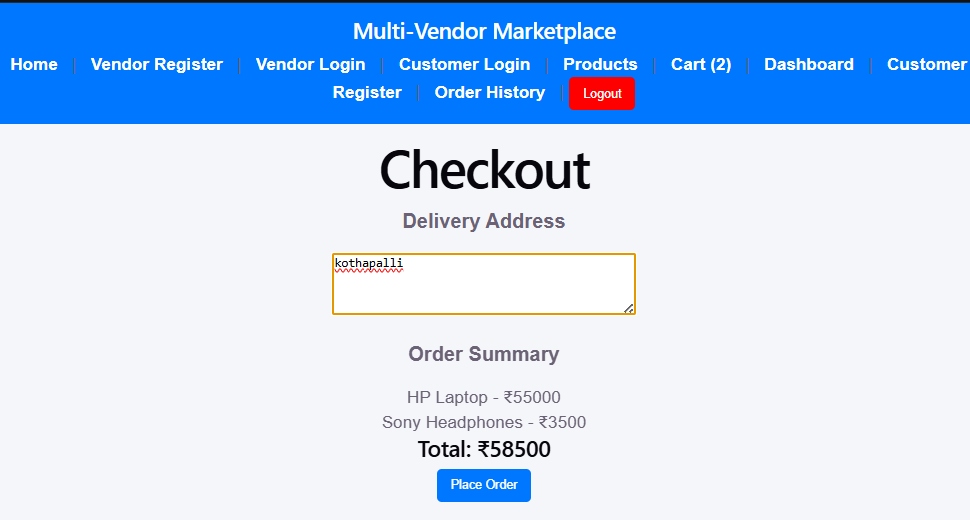 Multi-Vendor Marketplace
Home | Vendor Register | Vendor Login | Customer Login | Products | Cart (2) | Dashboard | Customer
Register | Order History | Logout
Checkout
Delivery Address
kothapalli
Order Summary
HP Laptop - ₹55000
Sony Headphones - ₹3500
Total: ₹58500
Place Order